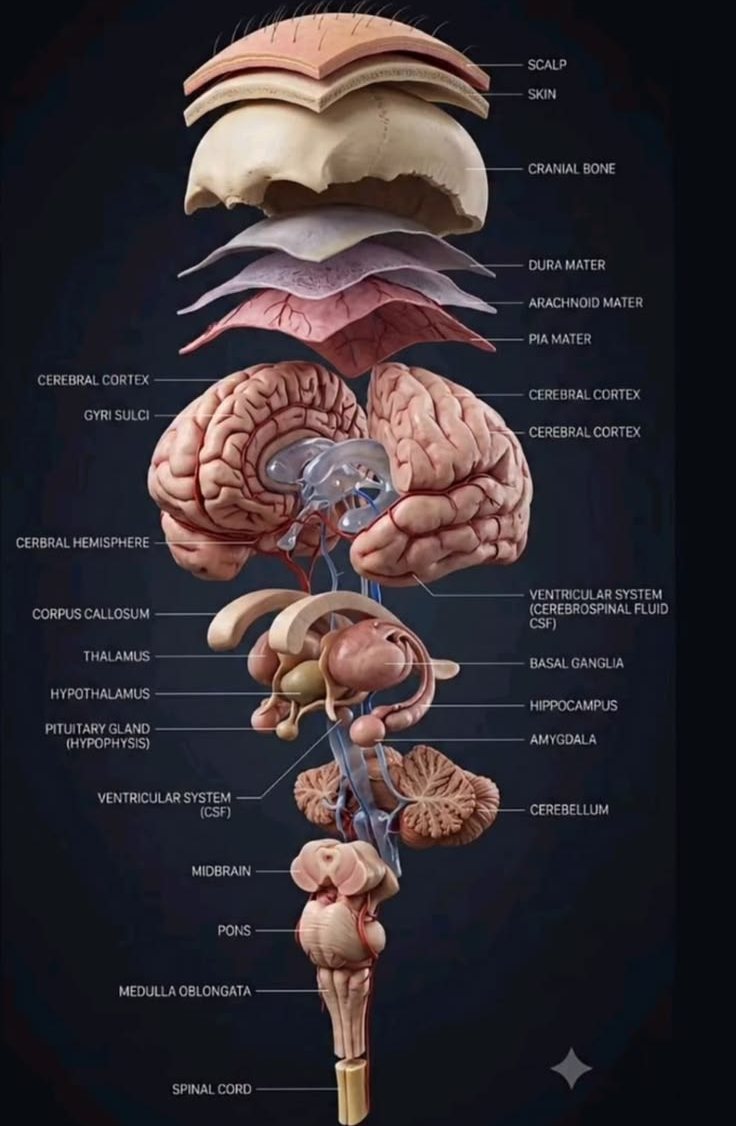 SCALP
SKIN
CRANIAL BONE
DURA MATER
ARACHNOID MATER
PIA MATER
CEREBRAL CORTEX
CEREBRAL CORTEX
GYRI SULCI
CEREBRAL CORTEX
CERBRAL HEMISPHERE
VENTRICULAR SYSTEM
(CEREBROSPINAL FLUID
CSF)
CORPUS CALLOSUM
THALAMUS
BASAL GANGLIA
HYPOTHALAMUS
HIPPOCAMPUS
PITUITARY GLAND
(HYPOPHYSIS)
AMYGDALA
VENTRICULAR SYSTEM
(CSF)
CEREBELLUM
MIDBRAIN
PONS
MEDULLA OBLONGATA
SPINAL CORD